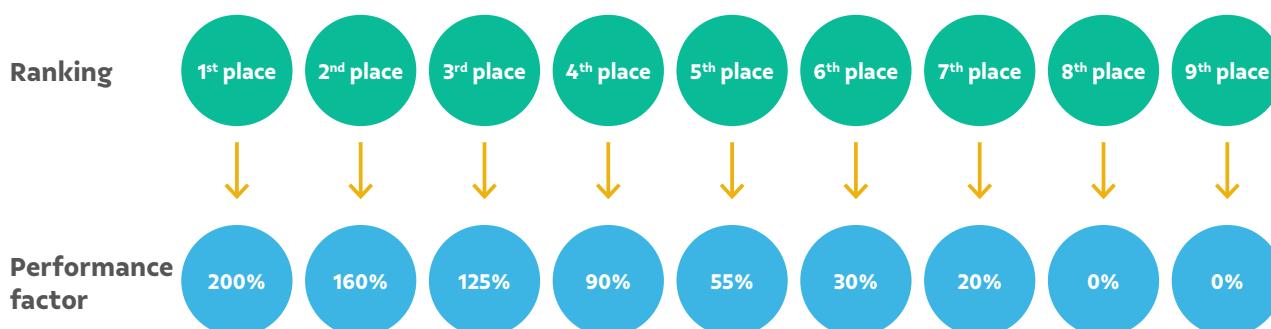 Ranking
1st place
2nd place
3rd place
4th place
5th place
6th place
7th place
8th place
9th place
Performance
factor
200%
160%
125%
90%
55%
30%
20%
0%
0%